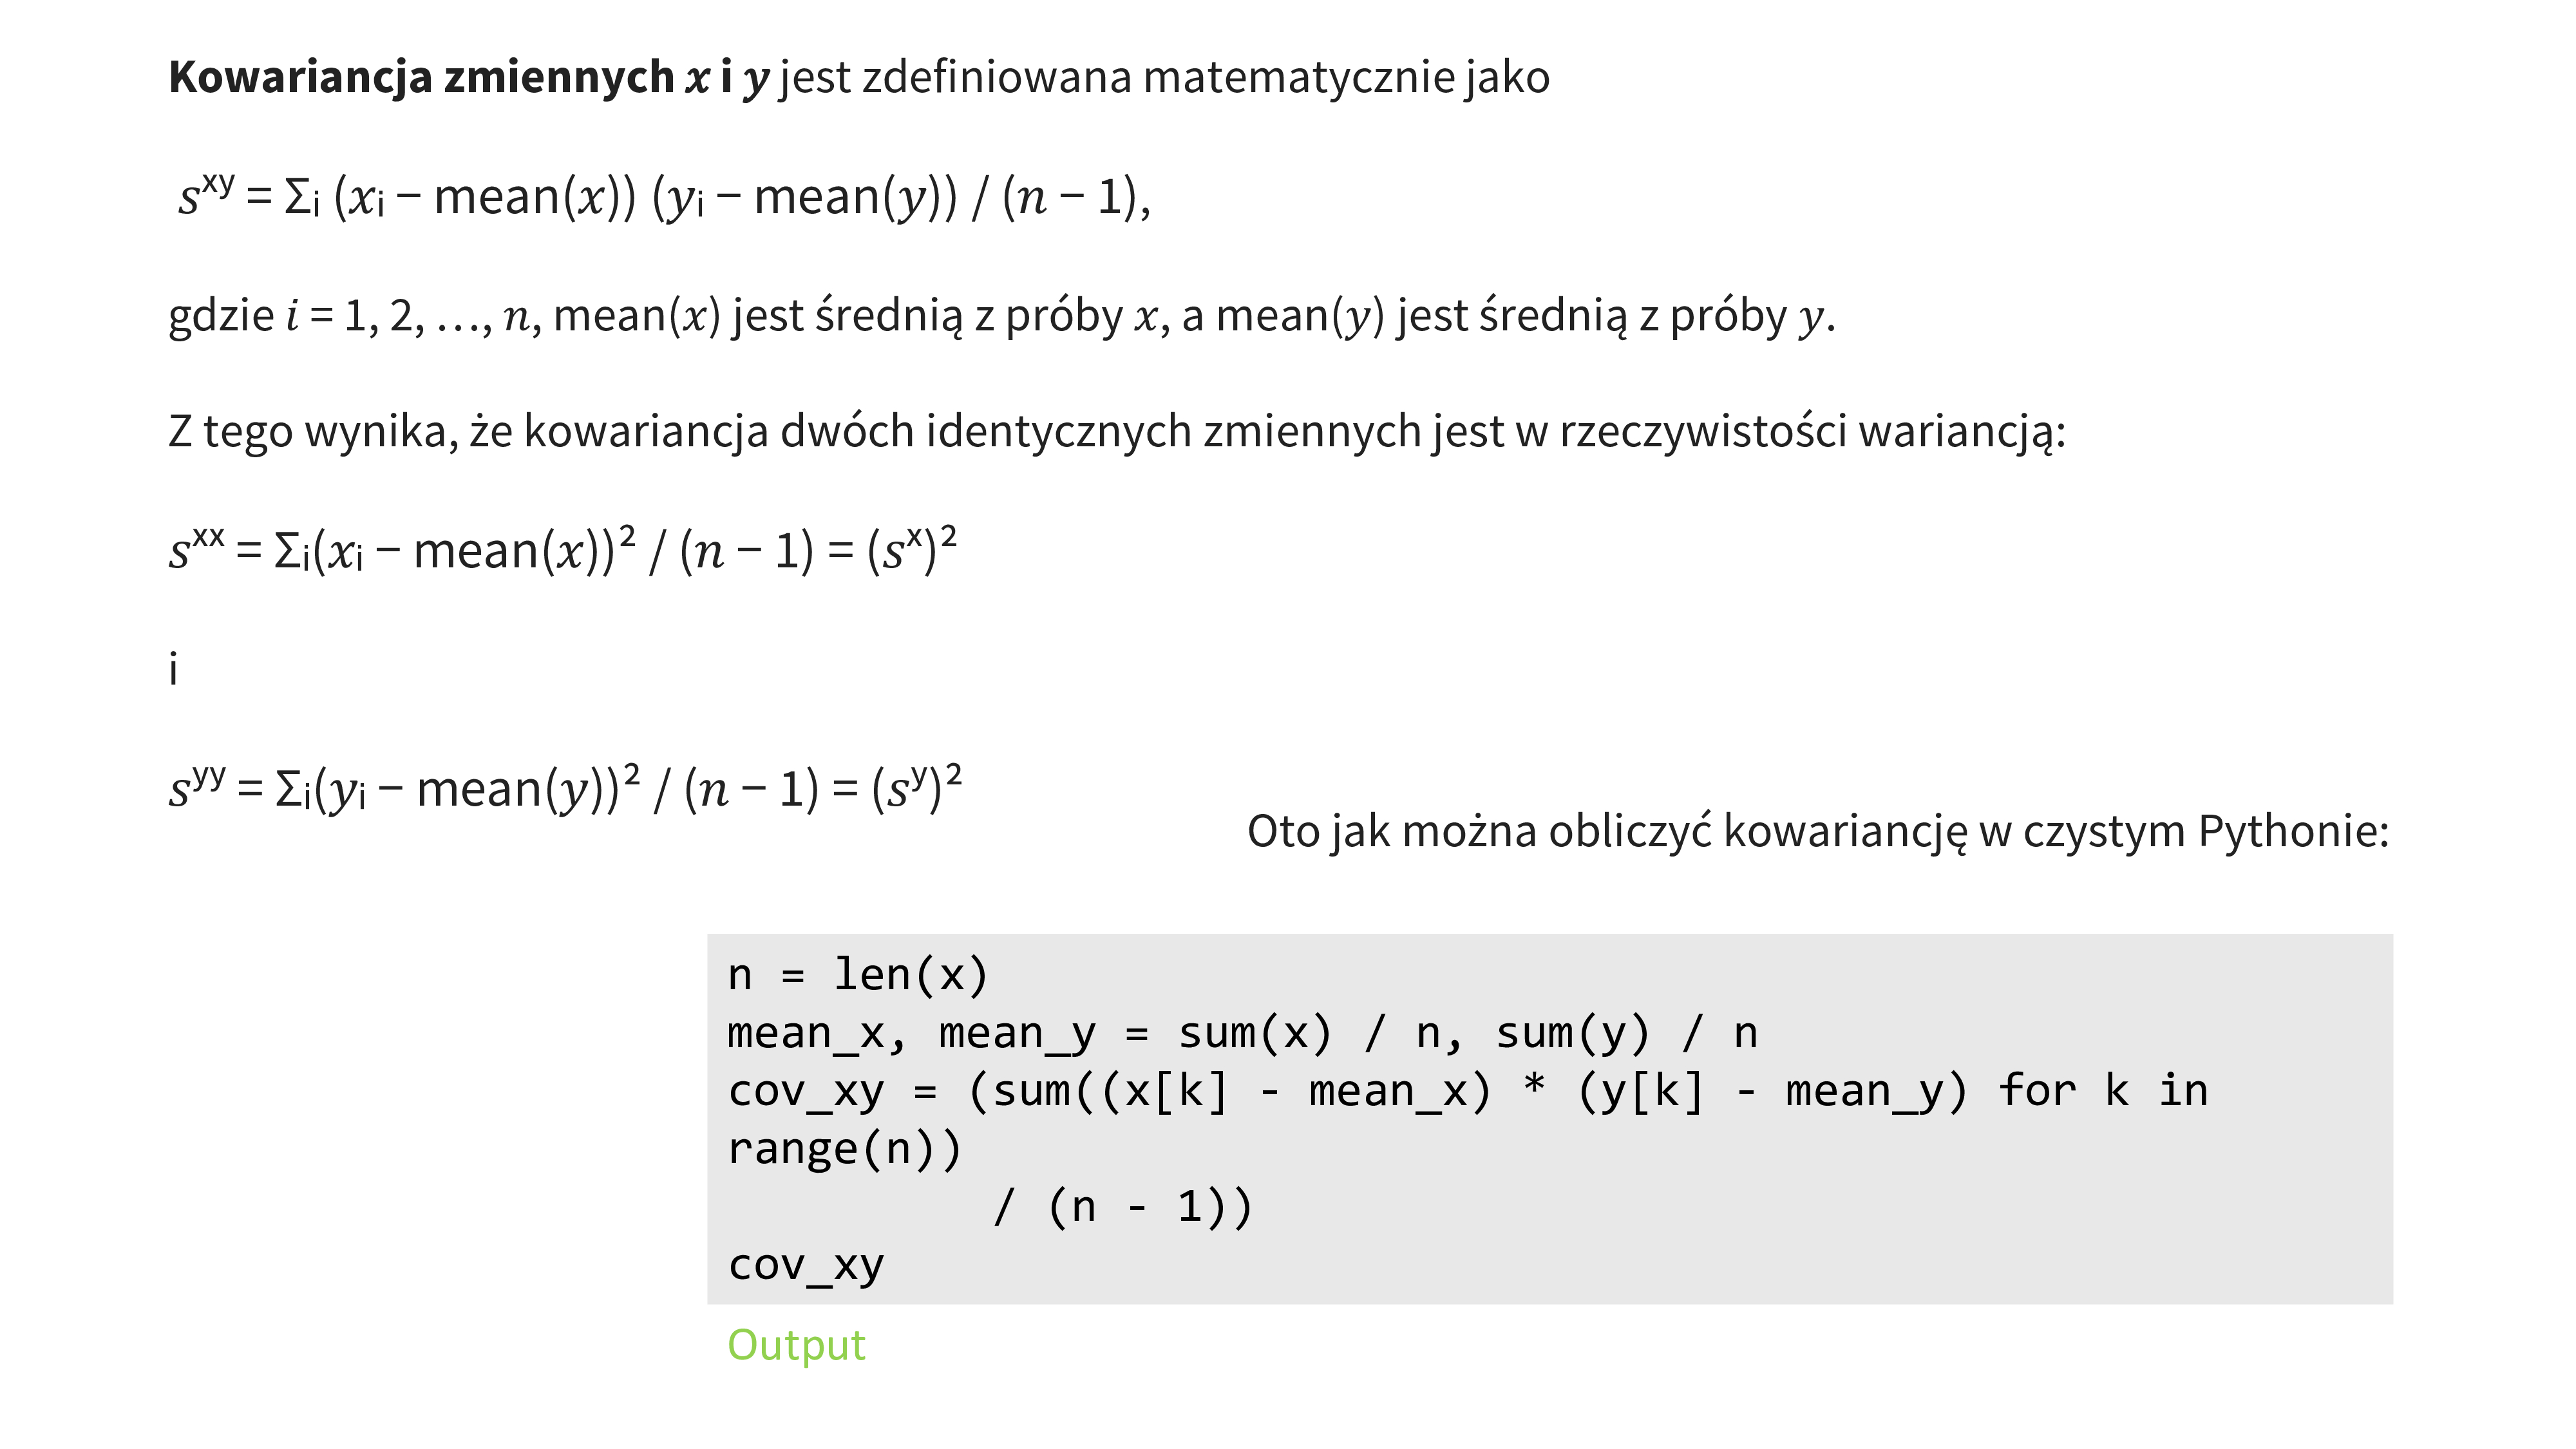 Kowariancja zmiennych x i y jest zdefiniowana matematycznie jako
sˣʸ = Σᵢ (xᵢ − mean(x)) (yᵢ − mean(y)) / (n − 1),
gdzie i = 1, 2, …, n, mean(x) jest średnią z próby x, a mean(y) jest średnią z próby y.
Z tego wynika, że kowariancja dwóch identycznych zmiennych jest w rzeczywistości wariancją:
sˣˣ = Σᵢ(xᵢ − mean(x))² / (n − 1) = (sˣ)²
i
sʸʸ = Σᵢ(yᵢ − mean(y))² / (n − 1) = (sʸ)²
Oto jak można obliczyć kowariancję w czystym Pythonie:
n = len(x)
mean_x, mean_y = sum(x) / n, sum(y) / n
cov_xy = (sum((x[k] - mean_x) * (y[k] - mean_y) for k in
range(n))
/ (n - 1))
cov_xy
Output